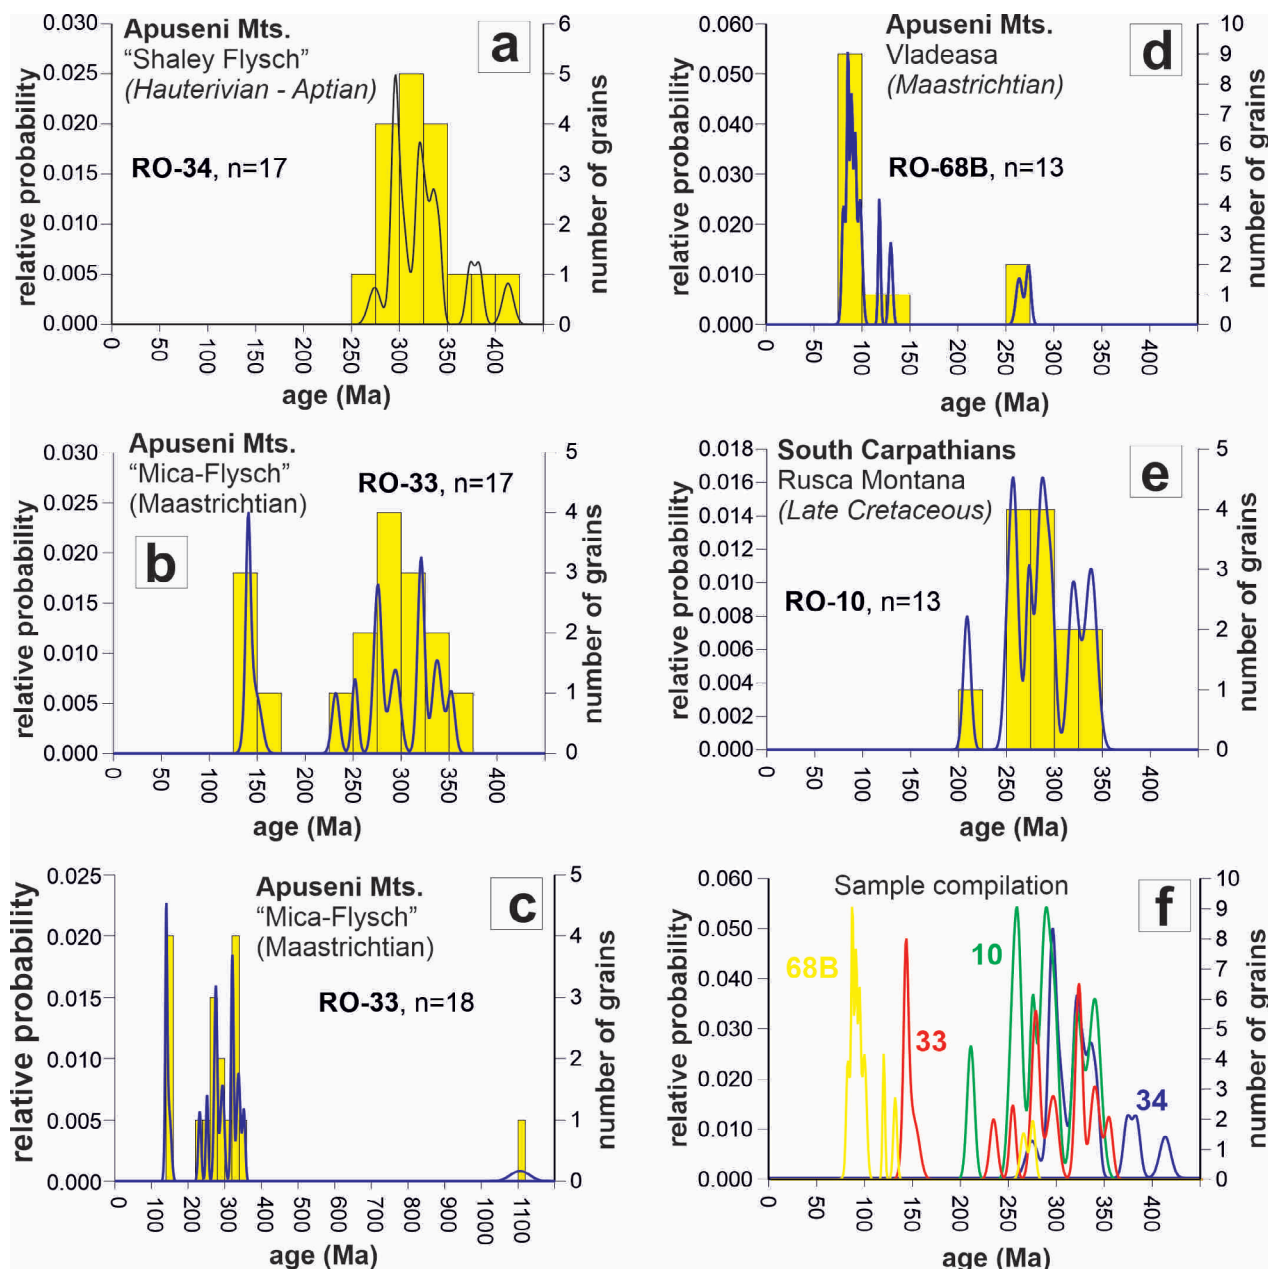 Apuseni Mts.
“Shaley Flysch”
(Hauterivian - Aptian)
a
RO-34, n=17
relative probability
0.030
0.025
0.020
0.015
0.010
0.005
0.000
number of grains
6
5
4
3
2
1
0
0 50 100 150 200 250 300 350 400
age (Ma)
Apuseni Mts.
Vladeasa
(Maastrichtian)
d
RO-68B, n=13
relative probability
0.060
0.050
0.040
0.030
0.020
0.010
0.000
number of grains
10
9
8
7
6
5
4
3
2
1
0
0 50 100 150 200 250 300 350 400
age (Ma)
Apuseni Mts.
“Mica-Flysch”
(Maastrichtian)
b
RO-33, n=17
relative probability
0.030
0.025
0.020
0.015
0.010
0.005
0.000
number of grains
5
4
3
2
1
0
0 50 100 150 200 250 300 350 400
age (Ma)
South Carpathians
Rusca Montana
(Late Cretaceous)
e
RO-10, n=13
relative probability
0.018
0.016
0.014
0.012
0.010
0.008
0.006
0.004
0.002
0.000
number of grains
5
4
3
2
1
0
0 50 100 150 200 250 300 350 400
age (Ma)
Apuseni Mts.
“Mica-Flysch”
(Maastrichtian)
c
RO-33, n=18
relative probability
0.025
0.020
0.015
0.010
0.005
0.000
number of grains
5
4
3
2
1
0
0 100 200 300 400 500 600 700 800 900 1000 1100
age (Ma)
Sample compilation
f
68B
33
10
34
relative probability
0.060
0.050
0.040
0.030
0.020
0.010
0.000
number of grains
10
9
8
7
6
5
4
3
2
1
0
0 50 100 150 200 250 300 350 400
age (Ma)